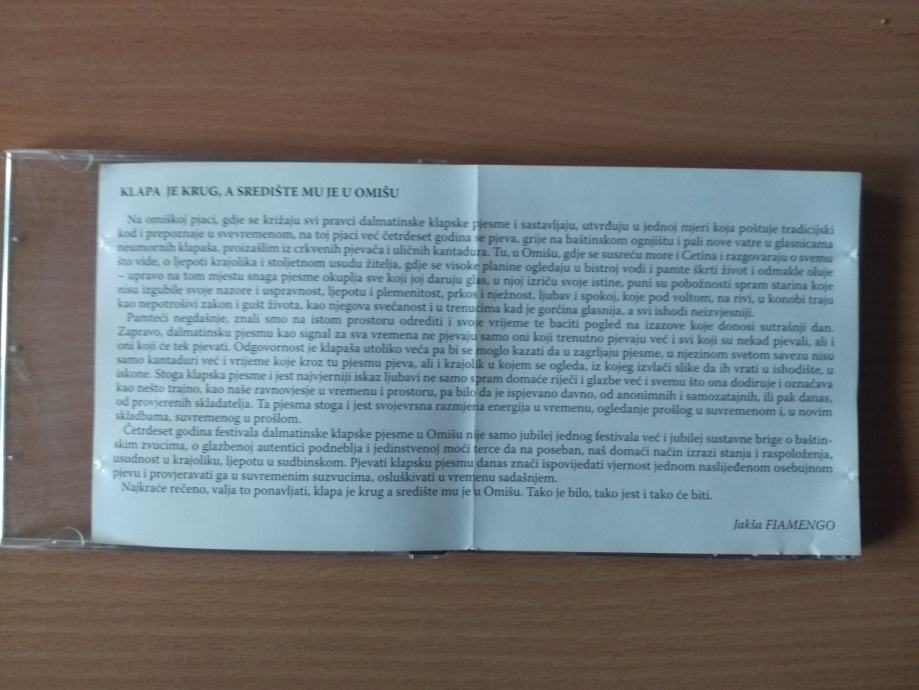 KLAPA JE KRUG, A SREDIŠTE MU JE U OMIŠU
Na omiškoj pjaci, gdje se križaju svi pravci dalmatinske klapske pjesme i sastavljaju, utvrđuju u jednoj mjeri koja poštuje tradicijski
kod i prepoznaje u svevremenom, na toj pjaci već četrdeset godina se pjeva, grije na baštinskom ognjištu i pali nove vatre u glasnicama
neumornih klapaša, proizašlim iz crkvenih pjevača i uličnih kantadura. Tu, u Omišu, gdje se susreću more i Cetina i razgovaraju o svemu
što vide, o ljepoti krajolika i stoljetnom usudu žitelja, gdje se visoke planine ogledaju u bistroj vodi i pamte škrti život i odmakle oluje
– upravo na tom mjestu snaga pjesme okuplja sve koji joj daruju glas, u njoj izriču svoje istine, puni su pobožnosti spram starina koje
nisu izgubile svoje nazore i uspravnost, ljepotu i plemenitost, prkos i nježnost, ljubav i spokoj, koje pod voltom, na rivi, u konobi traju
kao nepotrošivi zakon i gušt života, kao njegova svečanost i u trenucima kad je gorčina glasnija, a svi ishodi neizvjesniji.
Pamteći negdašnje, znali smo na istom prostoru odrediti i svoje vrijeme te baciti pogled na izazove koje donosi sutrašnji dan.
Zapravo, dalmatinsku pjesmu kao signal za sva vremena ne pjevaju samo oni koji trenutno pjevaju već i svi koji su nekad pjevali, ali i
oni koji će tek pjevati. Odgovornost je klapaša utoliko veća pa bi se moglo kazati da u zagrljaju pjesme, u njezinom svetom savezu nisu
samo kantaduri već i vrijeme koje kroz tu pjesmu pjeva, ali i krajolik u kojem se ogleda, iz kojeg izvlači slike da ih vrati u ishodište, u
iskone. Stoga klapska pjesma i jest najvjerniji iskaz ljubavi ne samo spram domaće riječi i glazbe već i svemu što ona dodiruje i označava
kao nešto trajno, kao naše ravnovjesje u vremenu i prostoru, pa bilo da je ispjevano davno, od anonimnih i samozatajnih, ili pak danas,
od provjerenih skladatelja. Ta pjesma stoga i jest svojevrsna razmjena energija u vremenu, ogledanje prošlog u suvremenom i, u novim
skladbama, suvremenog u prošlom.
Četrdeset godina festivala dalmatinske klapske pjesme u Omišu nije samo jubilej jednog festivala već i jubilej sustavne brige o baštin-
skim zvucima, o glazbenoj autentici podneblja i jedinstvenoj moći terce da na poseban, naš domaći način izrazi stanja i raspoloženja,
usudnost u krajoliku, ljepotu u sudbinskom. Pjevati klapsku pjesmu danas znači ispovijedati vjernost jednom naslijeđenom osebujnom
pjevu i provjeravati ga u suvremenim suzvucima, osluškivati u vremenu sadašnjem.
Najkraće rečeno, valja to ponavljati, klapa je krug a središte mu je u Omišu. Tako je bilo, tako jest i tako će biti.
Jakša FIAMENGO